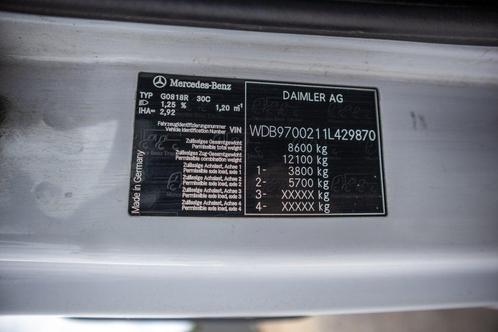 Mercedes-Benz
TYP G0818R 30C
1,25 % 1,20 m⁻¹
IHA= 2,92
DAIMLER AG
Fahrzeugidentifizierungsnummer
Vehicle Identification Number VIN WDB9700211L429870
Zulässiges Gesamtgewicht
Permissible total weight 8600 kg
Zulässiges Zug-Gesamtgewicht
Permissible combination weight 12100 kg
Zulässige Achslast, Achse 1
Permissible axle load, axle 1 1- 3800 kg
Zulässige Achslast, Achse 2
Permissible axle load, axle 2 2- 5700 kg
Zulässige Achslast, Achse 3
Permissible axle load, axle 3 3- XXXXX kg
Zulässige Achslast, Achse 4
Permissible axle load, axle 4 4- XXXXX kg
Made in Germany